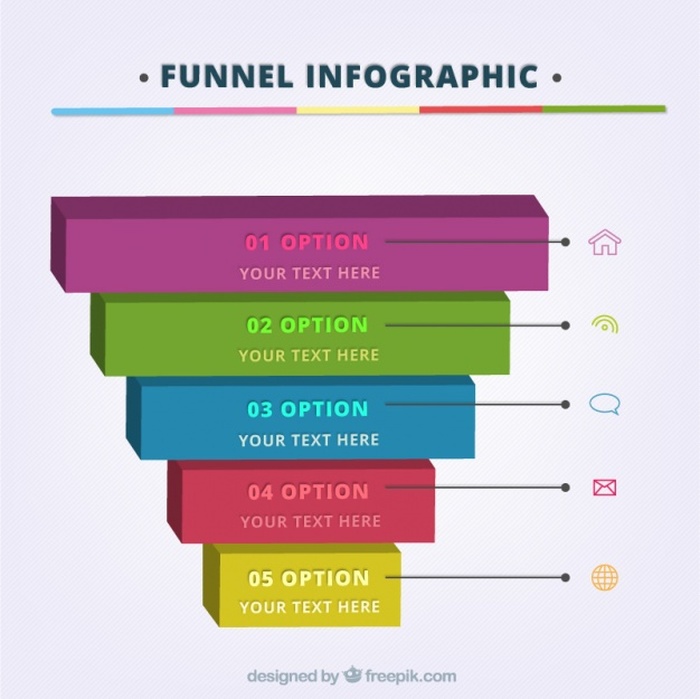 • FUNNEL INFOGRAPHIC •
01 OPTION
YOUR TEXT HERE
02 OPTION
YOUR TEXT HERE
03 OPTION
YOUR TEXT HERE
04 OPTION
YOUR TEXT HERE
05 OPTION
YOUR TEXT HERE
designed by freepik.com